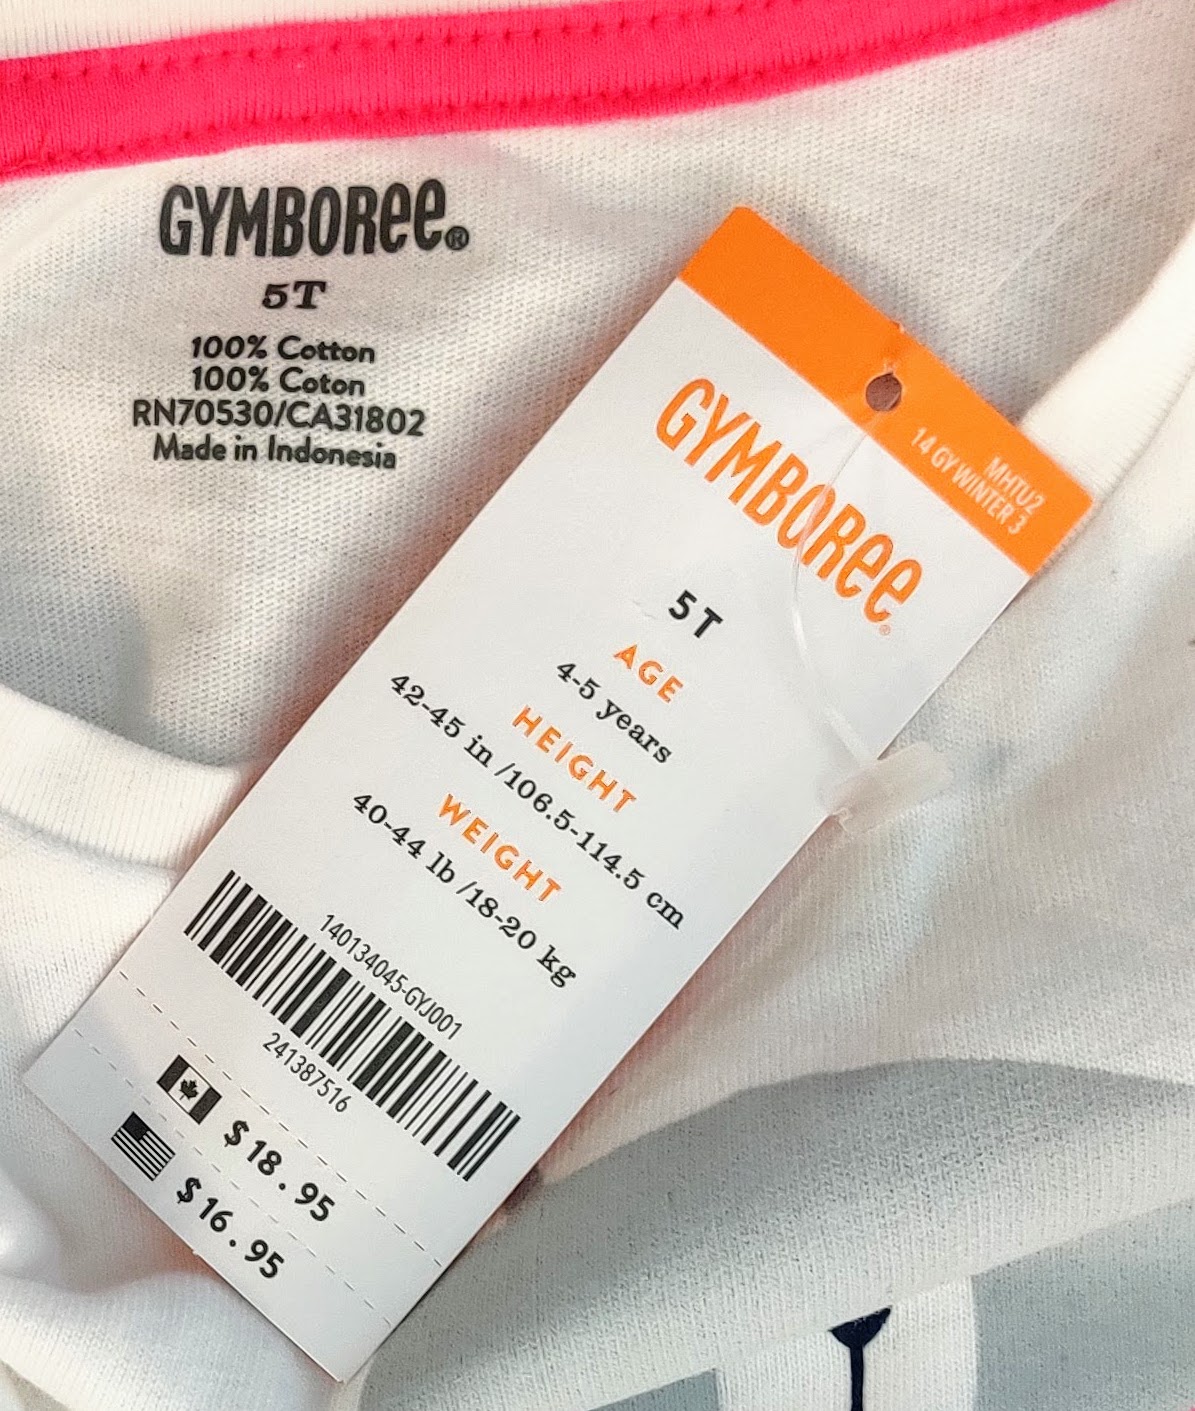 GYMBORee®
5T
100% Cotton
100% Coton
RN70530/CA31802
Made in Indonesia
MHTU2
14 GY WINTER 3
GYMBORee®
5T
AGE
4-5 years
HEIGHT
42-45 in /106.5-114.5 cm
WEIGHT
40-44 lb /18-20 kg
140134045-GYJ001
241387516
$18.95
$16.95